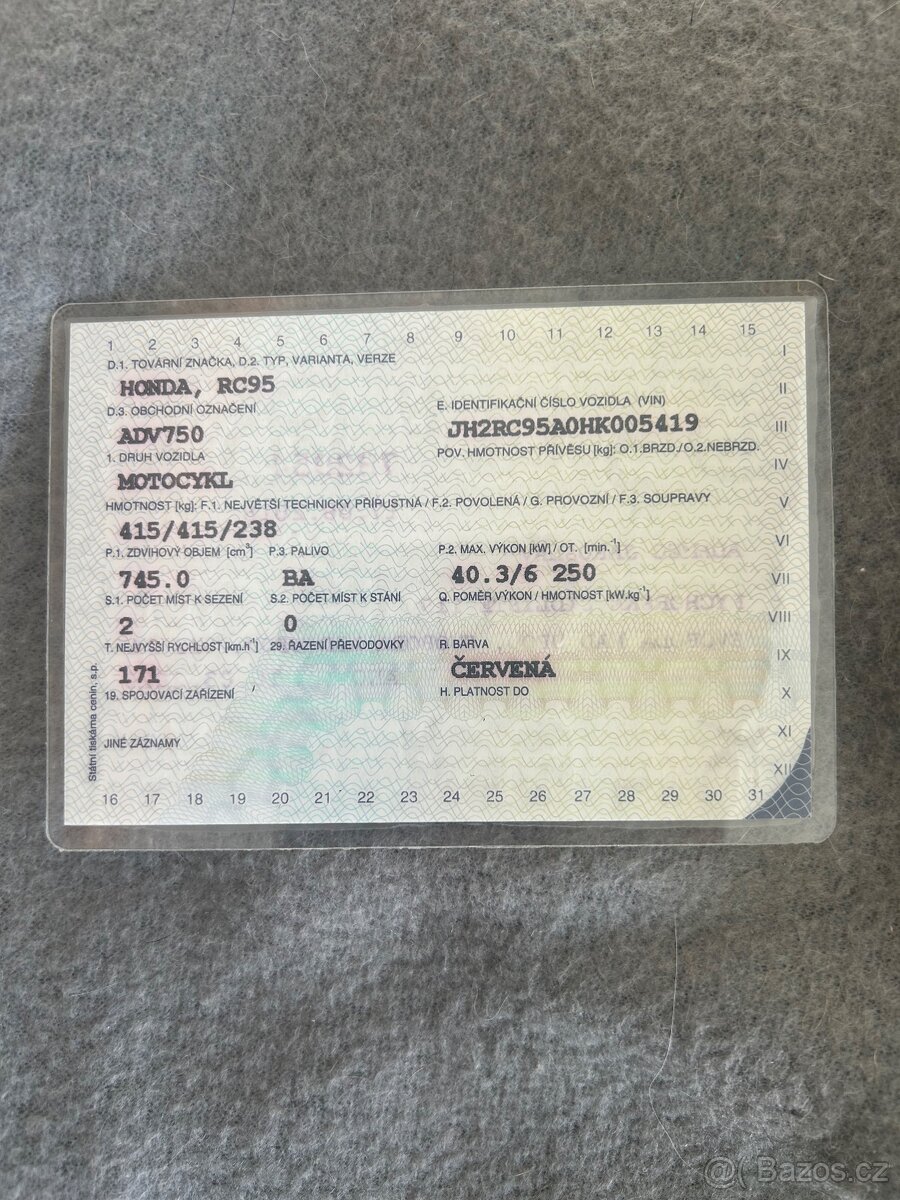 1 2 3 4 5 6 7 8 9 10 11 12 13 14 15
D.1. TOVÁRNÍ ZNAČKA, D.2. TYP, VARIANTA, VERZE
I
HONDA, RC95
II
D.3. OBCHODNÍ OZNAČENÍ
E. IDENTIFIKAČNÍ ČÍSLO VOZIDLA (VIN)
ADV750
JH2RC95A0HK005419
III
1. DRUH VOZIDLA
POV. HMOTNOST PŘÍVĚSU [kg]: O.1.BRZD./O.2.NEBRZD.
IV
MOTOCYKL
HMOTNOST [kg]: F.1. NEJVĚTŠÍ TECHNICKY PŘÍPUSTNÁ / F.2. POVOLENÁ / G. PROVOZNÍ / F.3. SOUPRAVY
V
415/415/238
P.1. ZDVIHOVÝ OBJEM [cm³] P.3. PALIVO P.2. MAX. VÝKON [kW] / OT. [min.⁻¹]
VI
745.0 BA 40.3/6 250
VII
S.1. POČET MÍST K SEZENÍ S.2. POČET MÍST K STÁNÍ Q. POMĚR VÝKON / HMOTNOST [kW.kg⁻¹]
2 0
VIII
T. NEJVYŠŠÍ RYCHLOST [km.h⁻¹] 29. ŘAZENÍ PŘEVODOVKY R. BARVA
IX
171 ČERVENÁ
19. SPOJOVACÍ ZAŘÍZENÍ H. PLATNOST DO
X
XI
JINÉ ZÁZNAMY
XII
Státní tiskárna cenin, s.p.
16 17 18 19 20 21 22 23 24 25 26 27 28 29 30 31
@ Bazos.cz